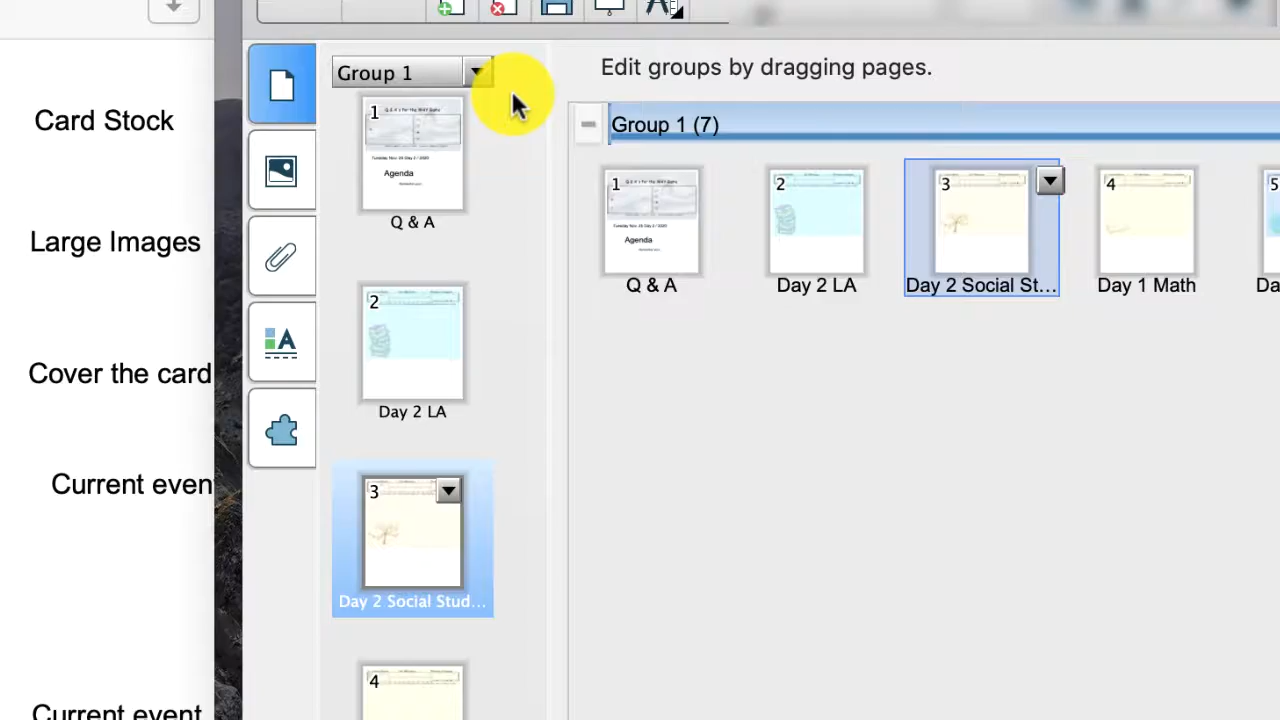 Card Stock
Large Images
Cover the card
Current even
Current event
Group 1
1
Agenda
Q & A
2
Day 2 LA
3
Day 2 Social Stud...
4
Edit groups by dragging pages.
Group 1 (7)
1
Agenda
Q & A
2
Day 2 LA
3
Day 2 Social St...
4
Day 1 Math
5
Da